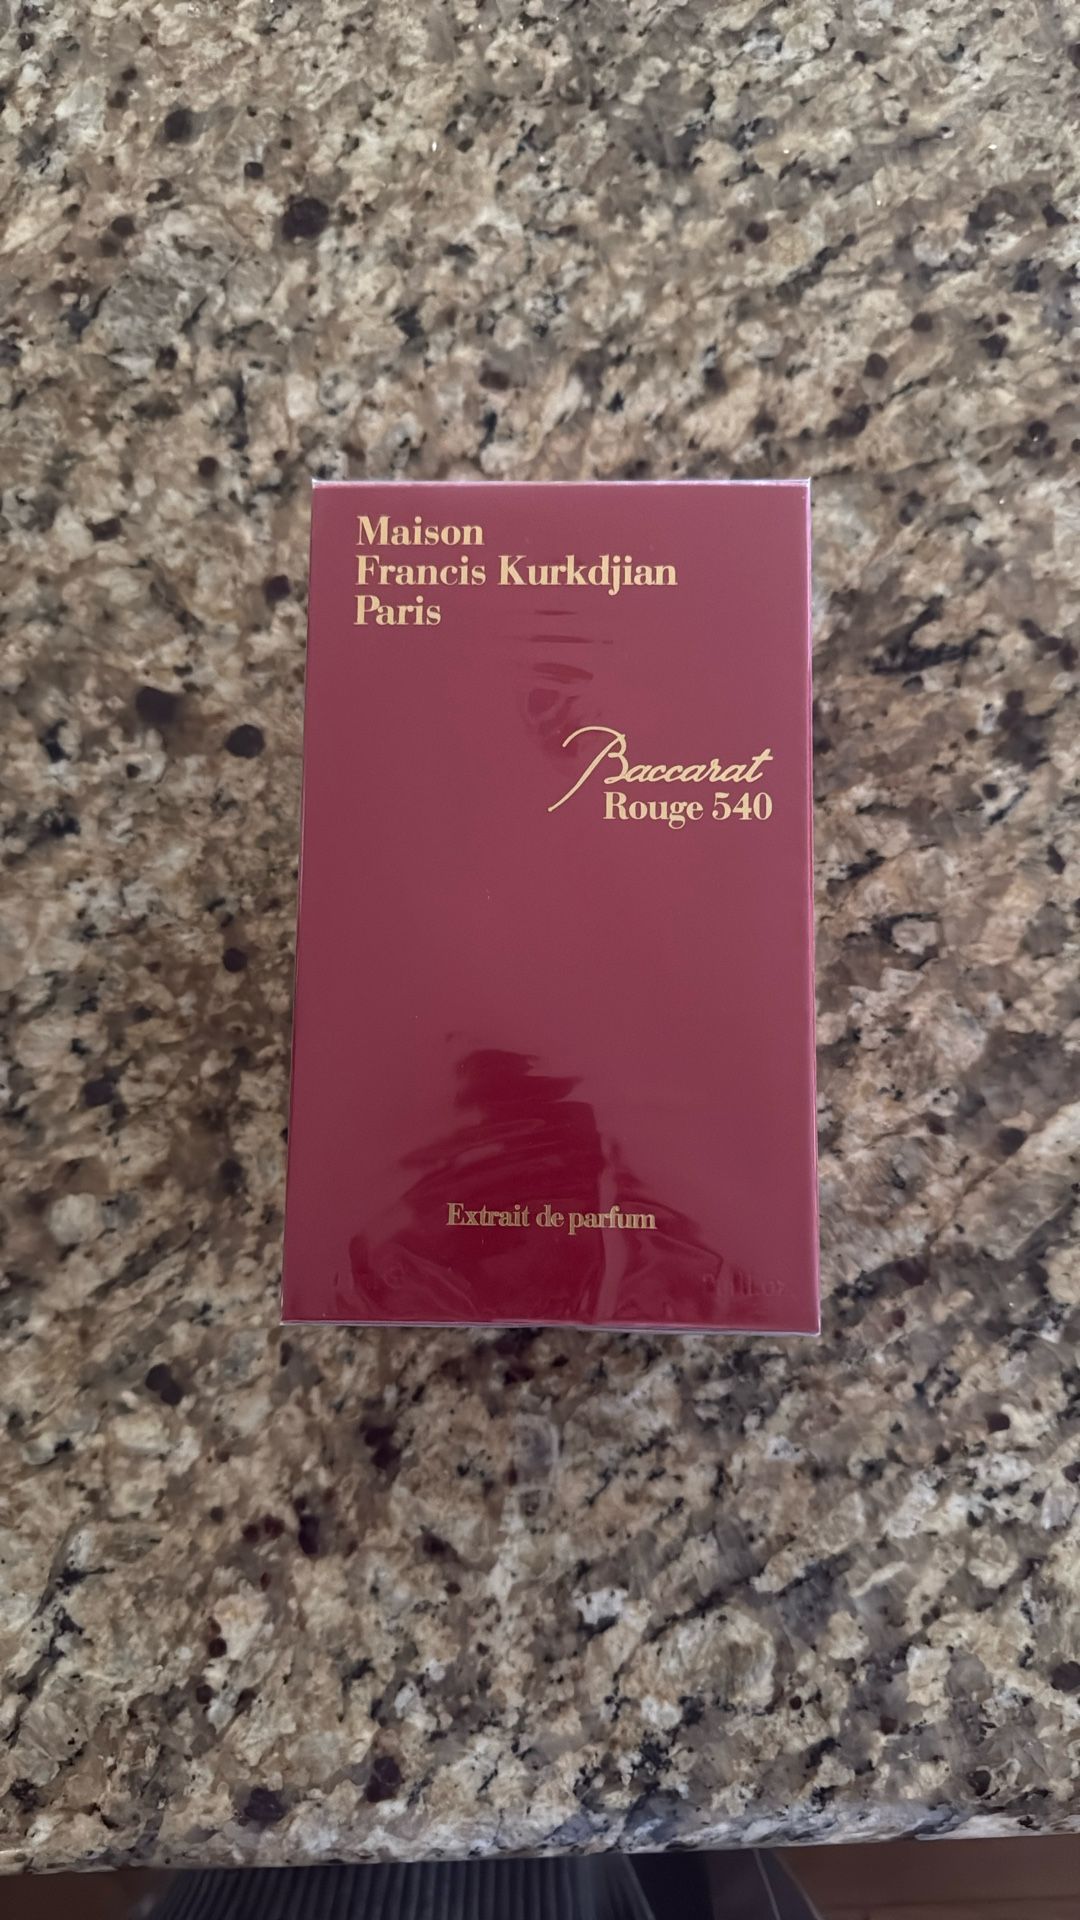 Maison
Francis Kurkdjian
Paris
Baccarat
Rouge 540
Extrait de parfum